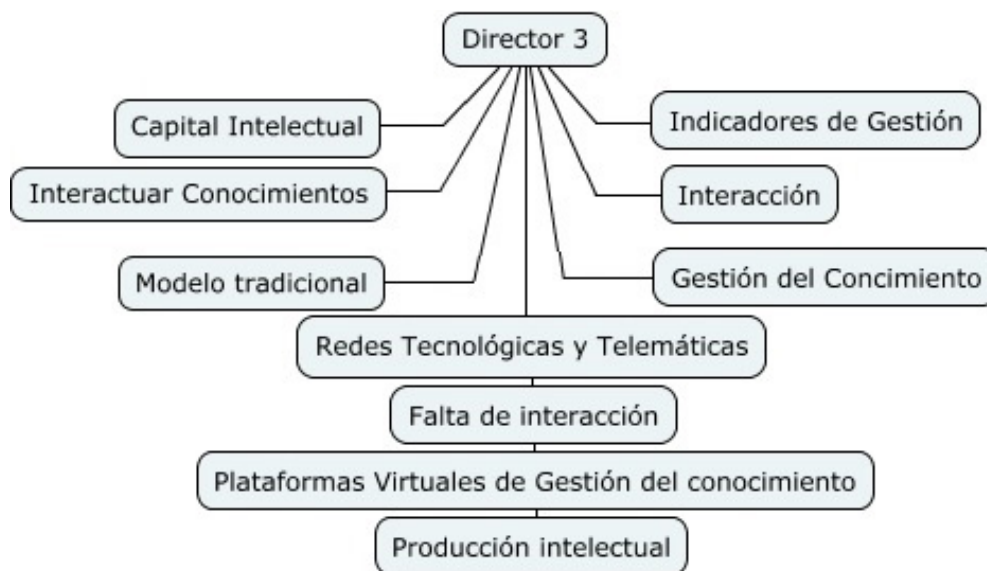 Director 3
Capital Intelectual
Indicadores de Gestión
Interactuar Conocimientos
Interacción
Modelo tradicional
Gestión del Concimiento
Redes Tecnológicas y Telemáticas
Falta de interacción
Plataformas Virtuales de Gestión del conocimiento
Producción intelectual